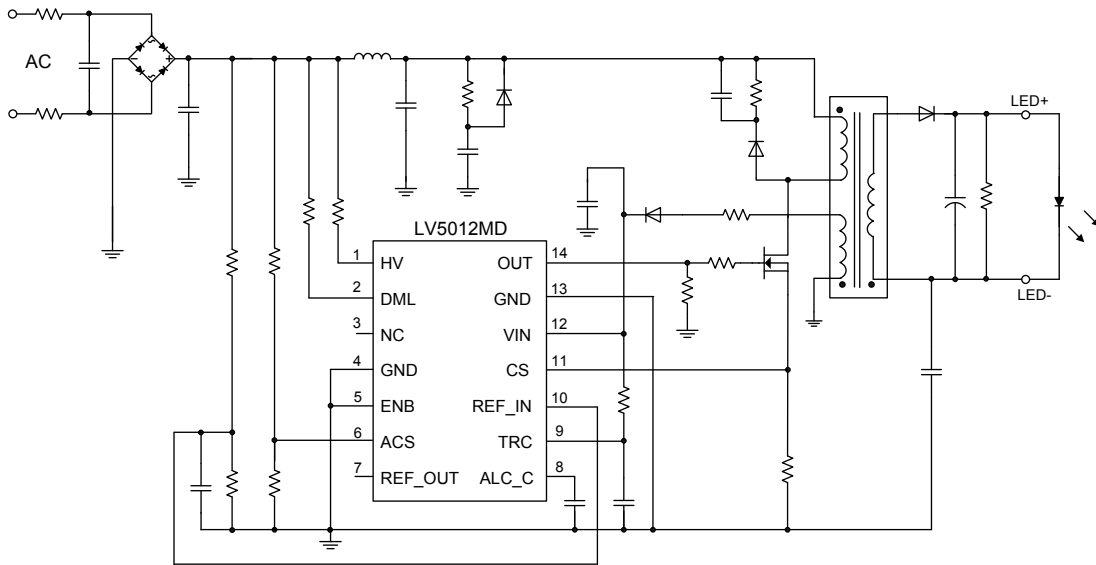 AC
LED+
LED-
LV5012MD
1 HV OUT 14
2 DML GND 13
3 NC VIN 12
4 GND CS 11
5 ENB REF_IN 10
6 ACS TRC 9
7 REF_OUT ALC_C 8